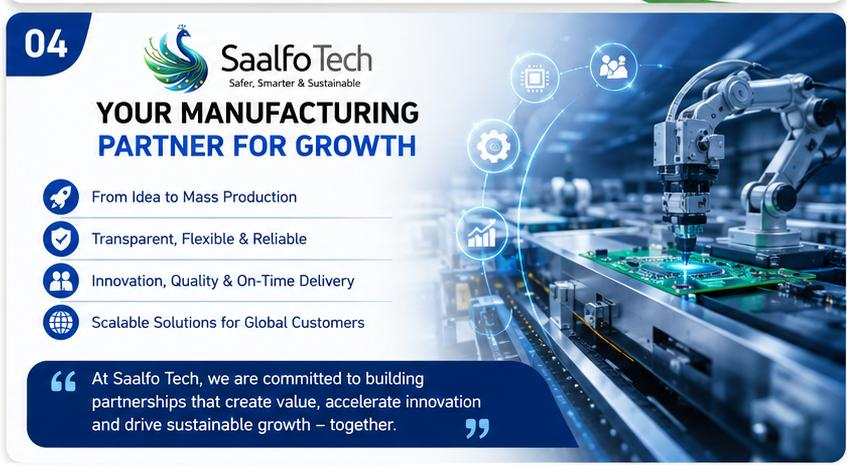 04
Saalfo Tech
Safer, Smarter & Sustainable
YOUR MANUFACTURING
PARTNER FOR GROWTH
From Idea to Mass Production
Transparent, Flexible & Reliable
Innovation, Quality & On-Time Delivery
Scalable Solutions for Global Customers
“ At Saalfo Tech, we are committed to building
partnerships that create value, accelerate innovation
and drive sustainable growth – together. ”